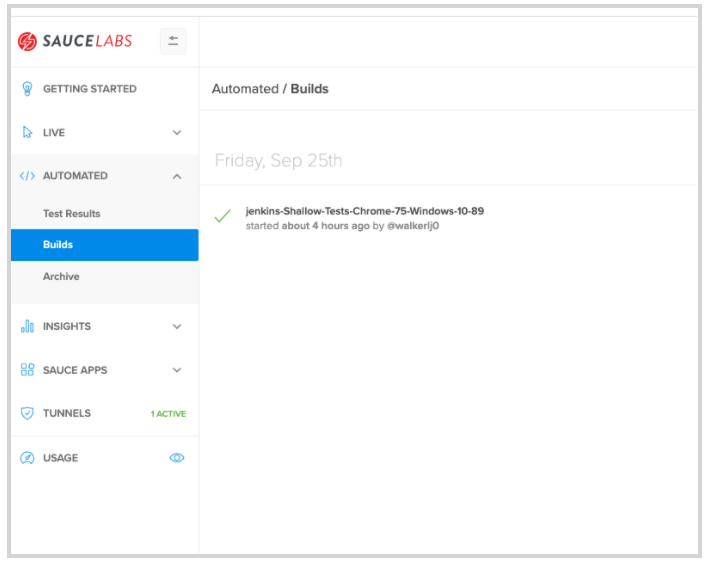 SAUCELABS
GETTING STARTED
LIVE
AUTOMATED
Test Results
Builds
Archive
INSIGHTS
SAUCE APPS
TUNNELS 1 ACTIVE
USAGE
Automated / Builds
Friday, Sep 25th
jenkins-Shallow-Tests-Chrome-75-Windows-10-89
started about 4 hours ago by @walkerlj0